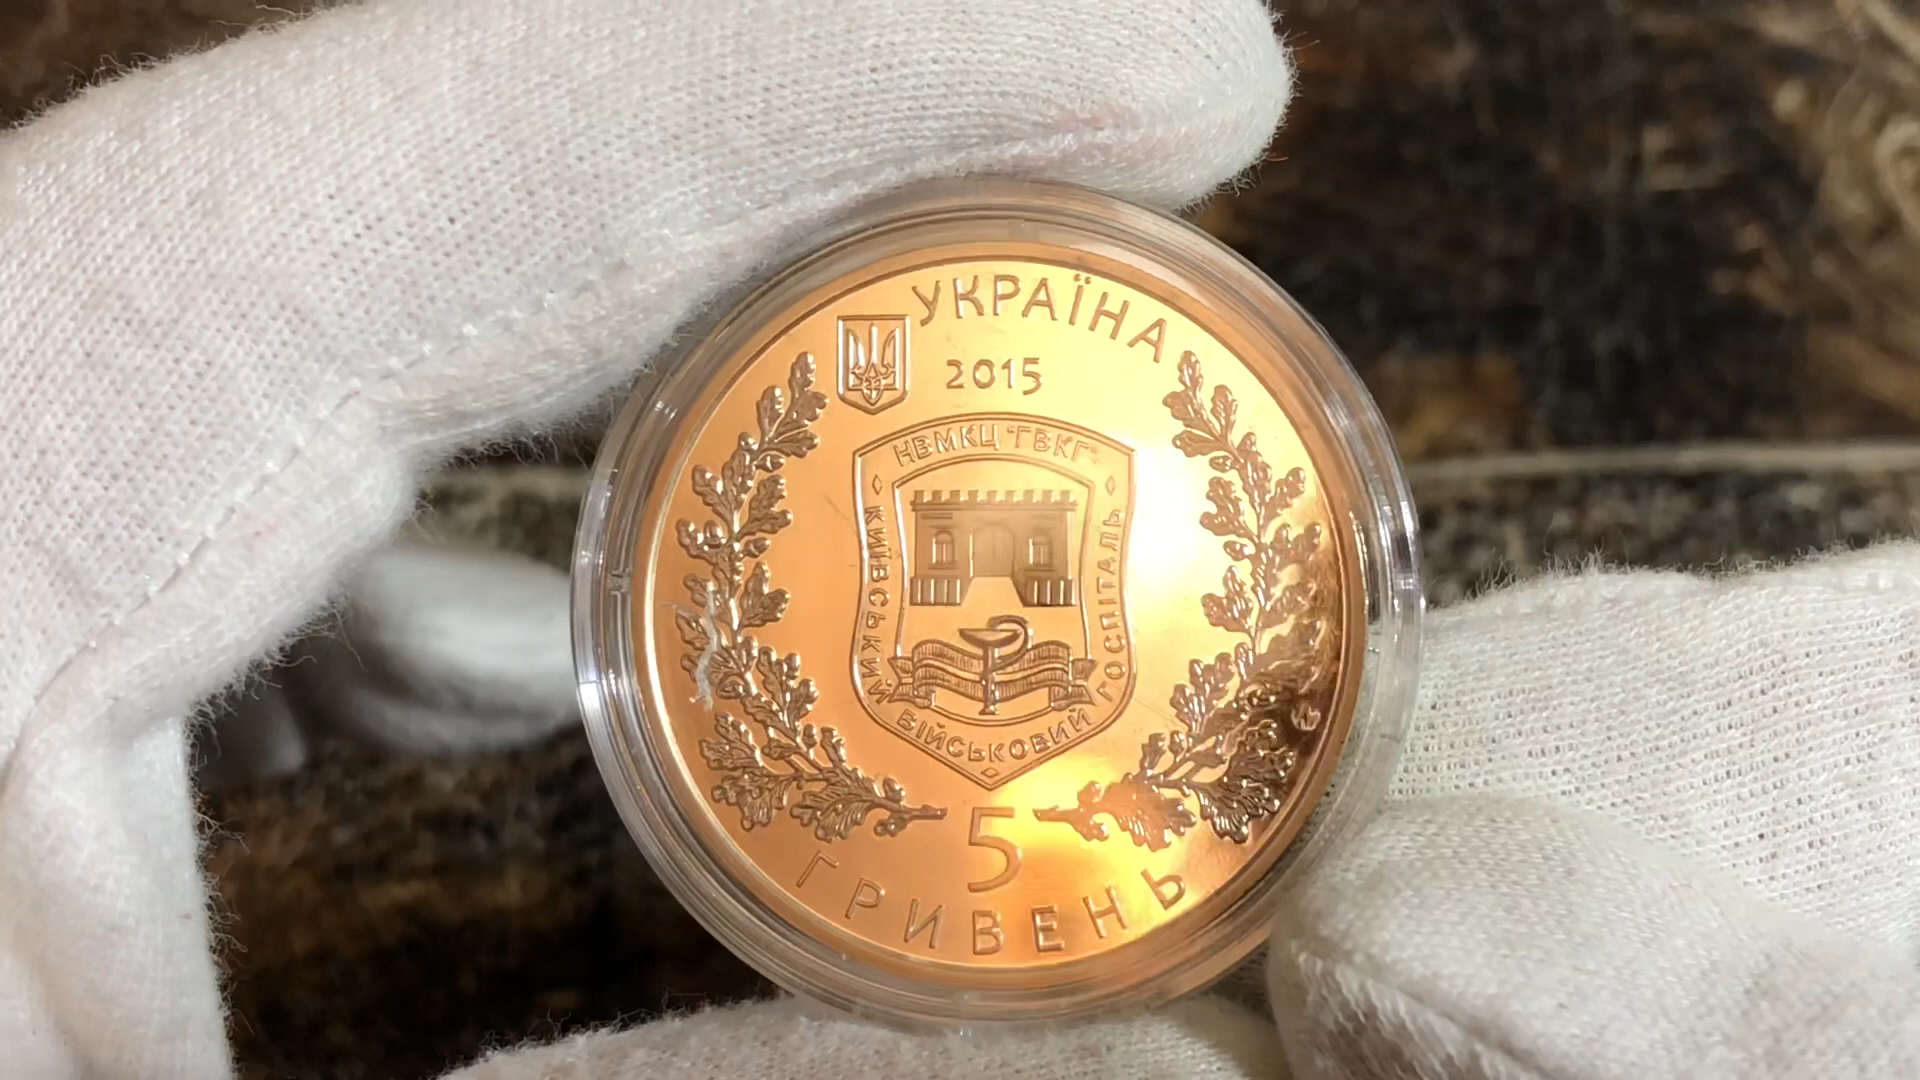 УКРАЇНА
2015
НВМКЦ "ГВКГ"
КИЇВСЬКИЙ ВІЙСЬКОВИЙ ГОСПІТАЛЬ
5
ГРИВЕНЬ